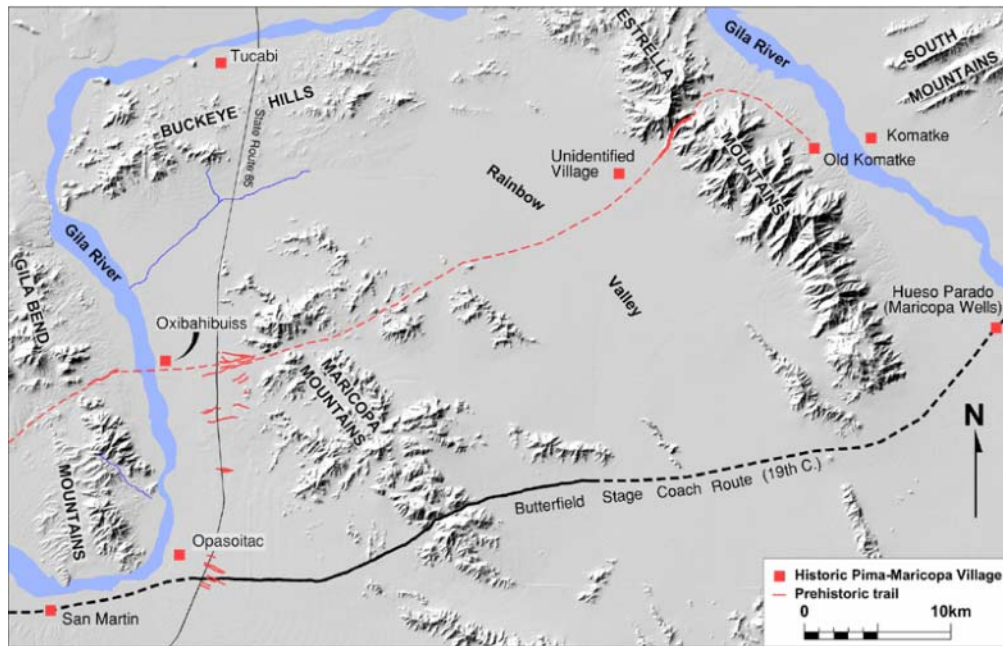 Tucabi
BUCKEYE HILLS
State Route 85
ESTRELLA
MOUNTAINS
Gila River
SOUTH
MOUNTAINS
Komatke
Old Komatke
Unidentified
Village
Rainbow
Valley
Gila River
GILA BEND
MOUNTAINS
Oxibahibuiss
MARICOPA
MOUNTAINS
Hueso Parado
(Maricopa Wells)
N
Butterfield Stage Coach Route (19th C.)
Opasoitac
San Martin
Historic Pima-Maricopa Village
Prehistoric trail
0 10km